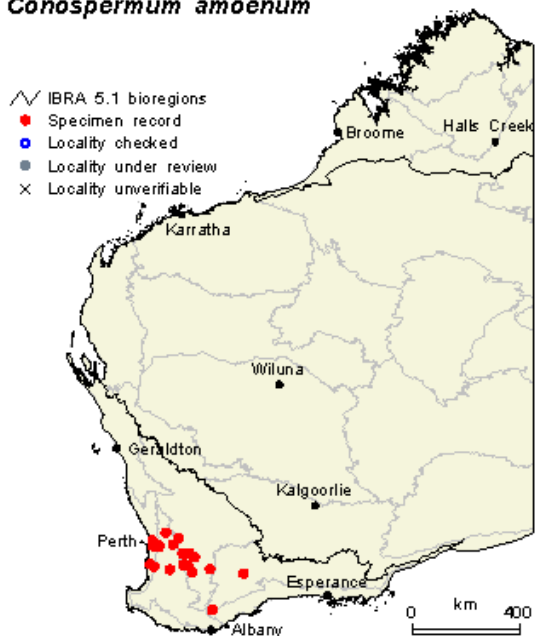 Conospermum amoenum
IBRA 5.1 bioregions
Specimen record
Locality checked
Locality under review
Locality unverifiable
Broome
Halls Creek
Karratha
Wiluna
Geraldton
Kalgoorlie
Perth
Esperance
Albany
0 km 400